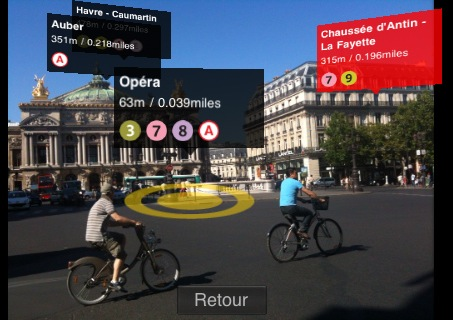 Havre - Caumartin
Auber
351m / 0.218miles
A
Opéra
63m / 0.039miles
3 7 8 A
Chaussée d'Antin -
La Fayette
315m / 0.196miles
7 9
Retour